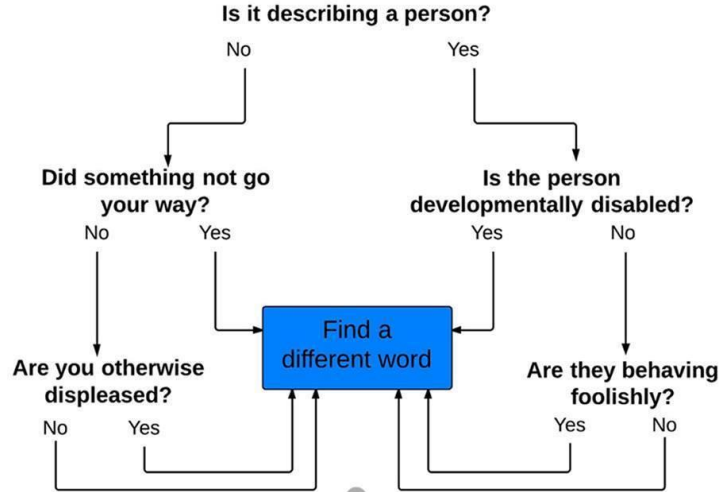 Is it describing a person?
No
Yes
Did something not go
your way?
Is the person
developmentally disabled?
No
Yes
Yes
No
Find a
different word
Are you otherwise
displeased?
Are they behaving
foolishly?
No
Yes
Yes
No